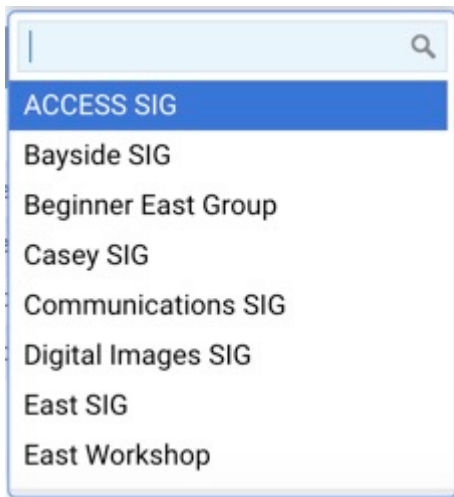 ACCESS SIG
Bayside SIG
Beginner East Group
Casey SIG
Communications SIG
Digital Images SIG
East SIG
East Workshop